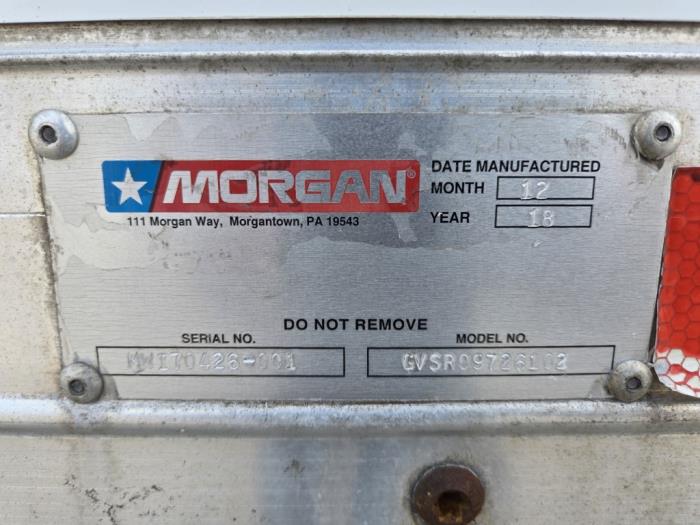 MORGAN®
111 Morgan Way, Morgantown, PA 19543
DATE MANUFACTURED
MONTH 12
YEAR 18
DO NOT REMOVE
SERIAL NO.
MODEL NO.
GVSR09726102